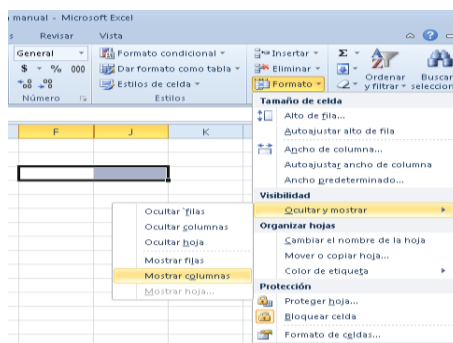 manual - Microsoft Excel
s Revisar Vista
General
$ % 000
Número
Formato condicional
Dar formato como tabla
Estilos de celda
Estilos
Insertar
Eliminar
Formato
Σ
Ordenar
y filtrar
Buscar
seleccion
F J K
Tamaño de celda
Alto de fila...
Autoajustar alto de fila
Ancho de columna...
Autoajustar ancho de columna
Ancho predeterminado...
Visibilidad
Ocultar y mostrar
Organizar hojas
Cambiar el nombre de la hoja
Mover o copiar hoja...
Color de etiqueta
Protección
Proteger hoja...
Bloquear celda
Formato de celdas...
Ocultar filas
Ocultar columnas
Ocultar hoja
Mostrar filas
Mostrar columnas
Mostrar hoja...